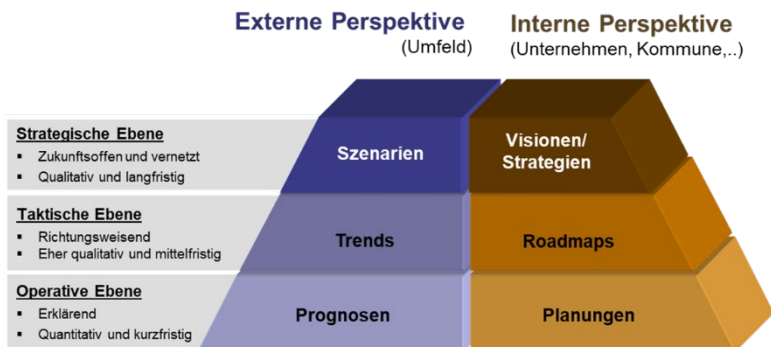 Externe Perspektive
(Umfeld)
Interne Perspektive
(Unternehmen, Kommune,..)
Strategische Ebene
▪ Zukunftsoffen und vernetzt
▪ Qualitativ und langfristig
Szenarien
Visionen/
Strategien
Taktische Ebene
▪ Richtungsweisend
▪ Eher qualitativ und mittelfristig
Trends
Roadmaps
Operative Ebene
▪ Erklärend
▪ Quantitativ und kurzfristig
Prognosen
Planungen